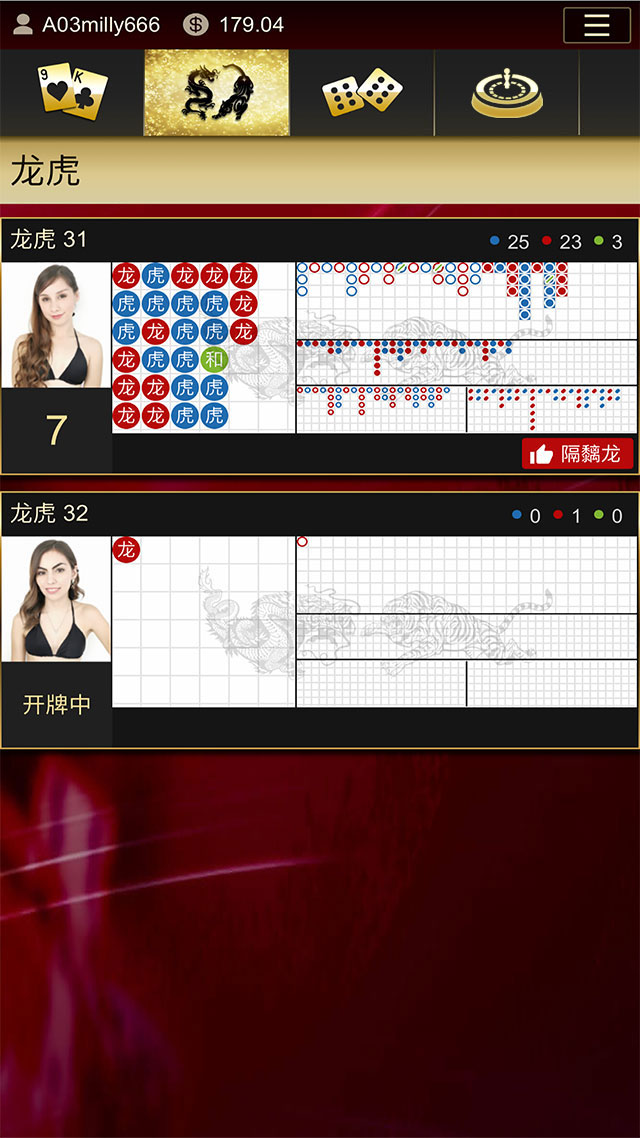 A03milly666 $ 179.04
9 K
龙虎
龙虎 31 25 23 3
龙 虎 龙 龙 龙
虎 虎 虎 虎 龙
虎 龙 虎 虎 龙
龙 虎 虎 和
龙 龙 虎 虎
龙 龙 虎 虎
7
隔黐龙
龙虎 32 0 1 0
龙
开牌中